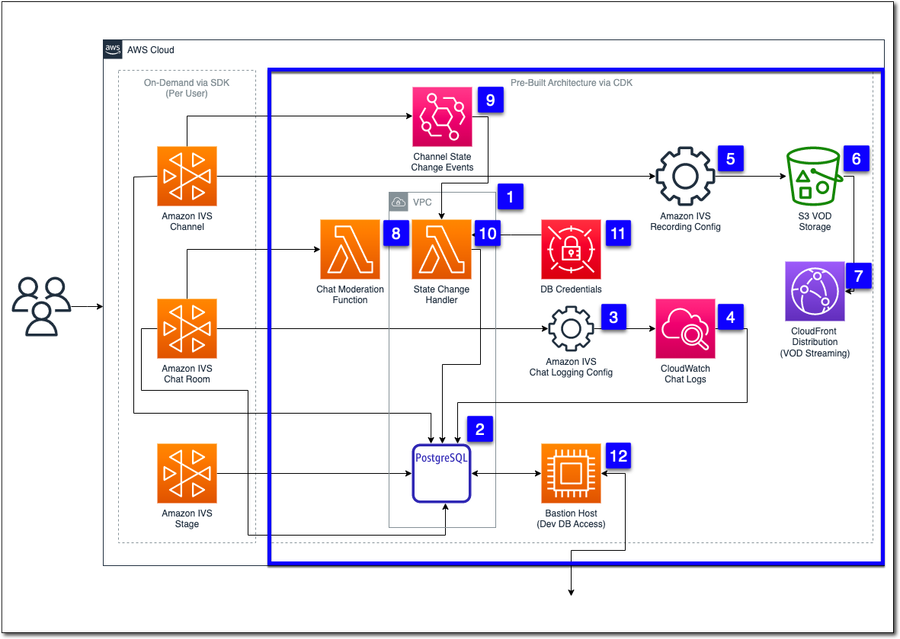 aws
AWS Cloud
On-Demand via SDK
(Per User)
Pre-Built Architecture via CDK
9
Channel State
Change Events
Amazon IVS
Channel
5
Amazon IVS
Recording Config
6
S3 VOD
Storage
VPC
1
8
Chat Moderation
Function
10
State Change
Handler
11
DB Credentials
7
CloudFront
Distribution
(VOD Streaming)
Amazon IVS
Chat Room
3
Amazon IVS
Chat Logging Config
4
CloudWatch
Chat Logs
2
PostgreSQL
Amazon IVS
Stage
12
Bastion Host
(Dev DB Access)